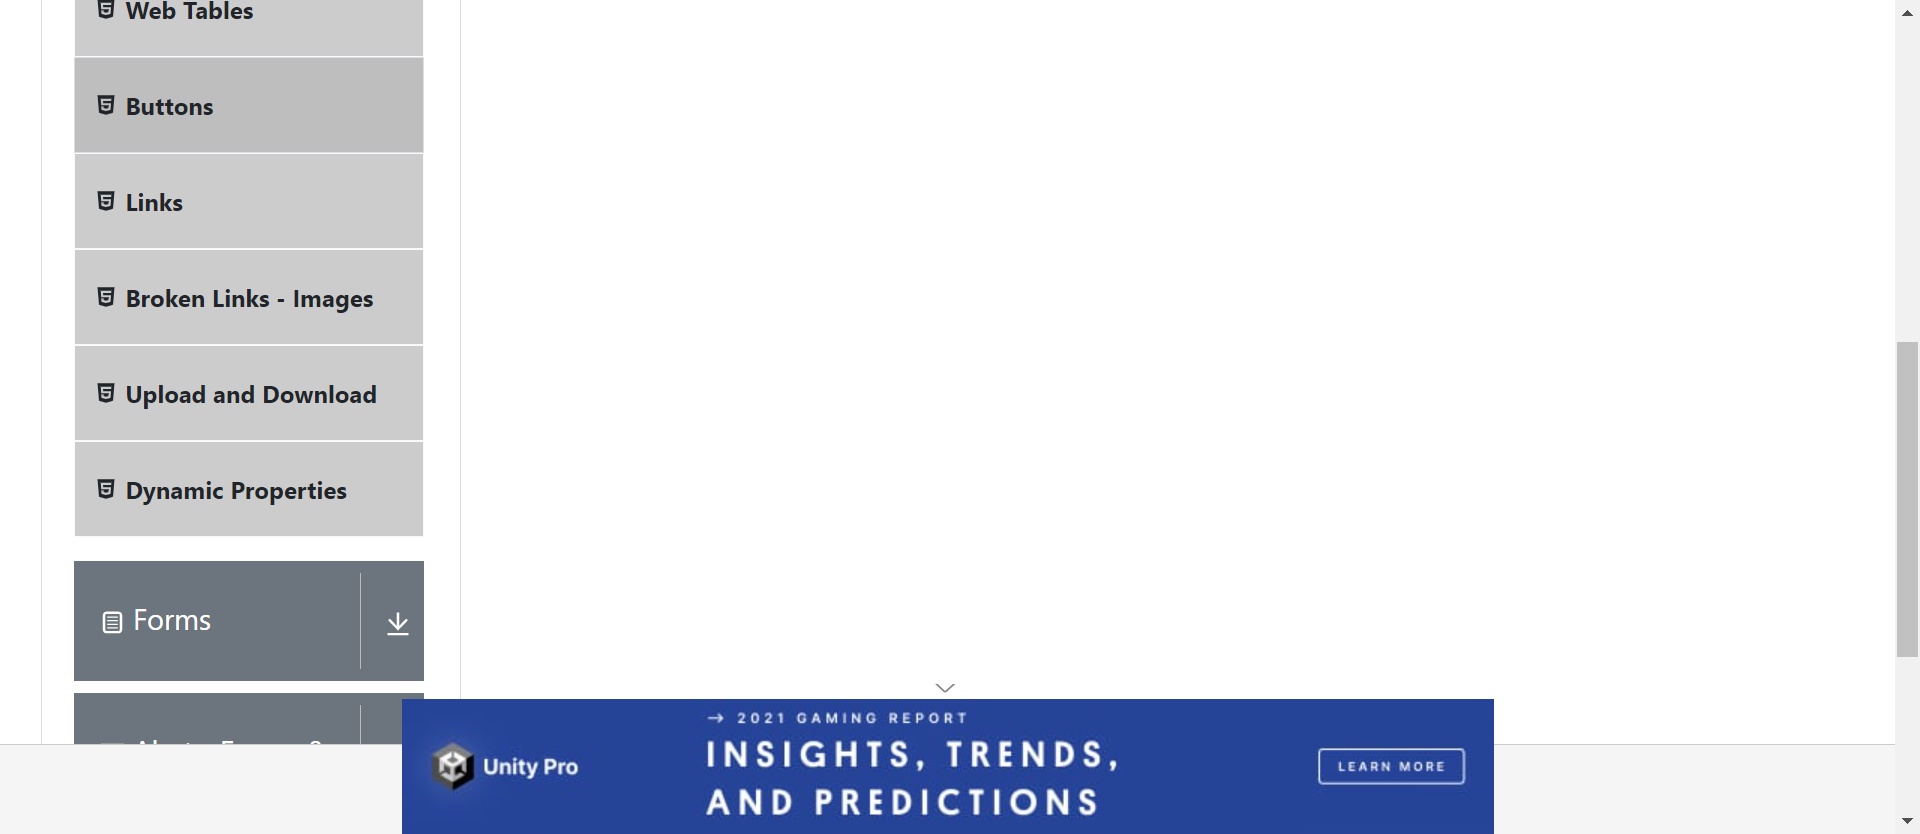 Web Tables
Buttons
Links
Broken Links - Images
Upload and Download
Dynamic Properties
Forms
→ 2021 GAMING REPORT
INSIGHTS, TRENDS,
AND PREDICTIONS
Unity Pro
LEARN MORE